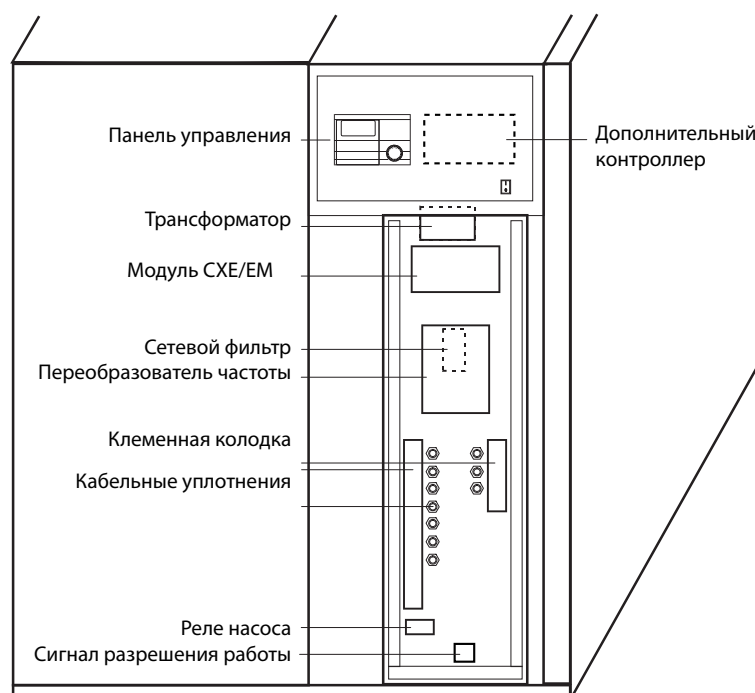 Панель управления
Дополнительный
контроллер
Трансформатор
Модуль CXE/EM
Сетевой фильтр
Переобразователь частоты
Клеменная колодка
Кабельные уплотнения
Реле насоса
Сигнал разрешения работы